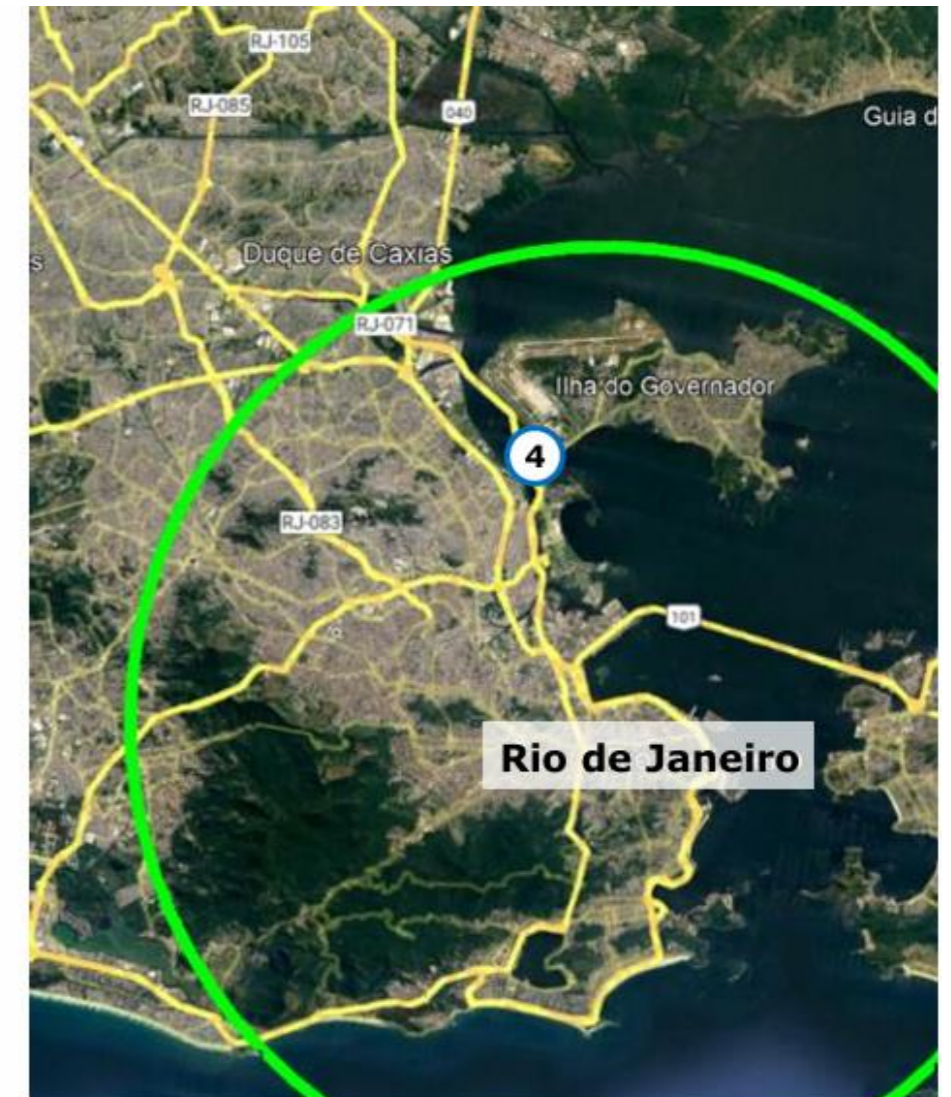 RJ-105
RJ-085
040
Guia d
Duque de Caxias
s
RJ-071
Ilha do Governador
4
RJ-083
101
Rio de Janeiro